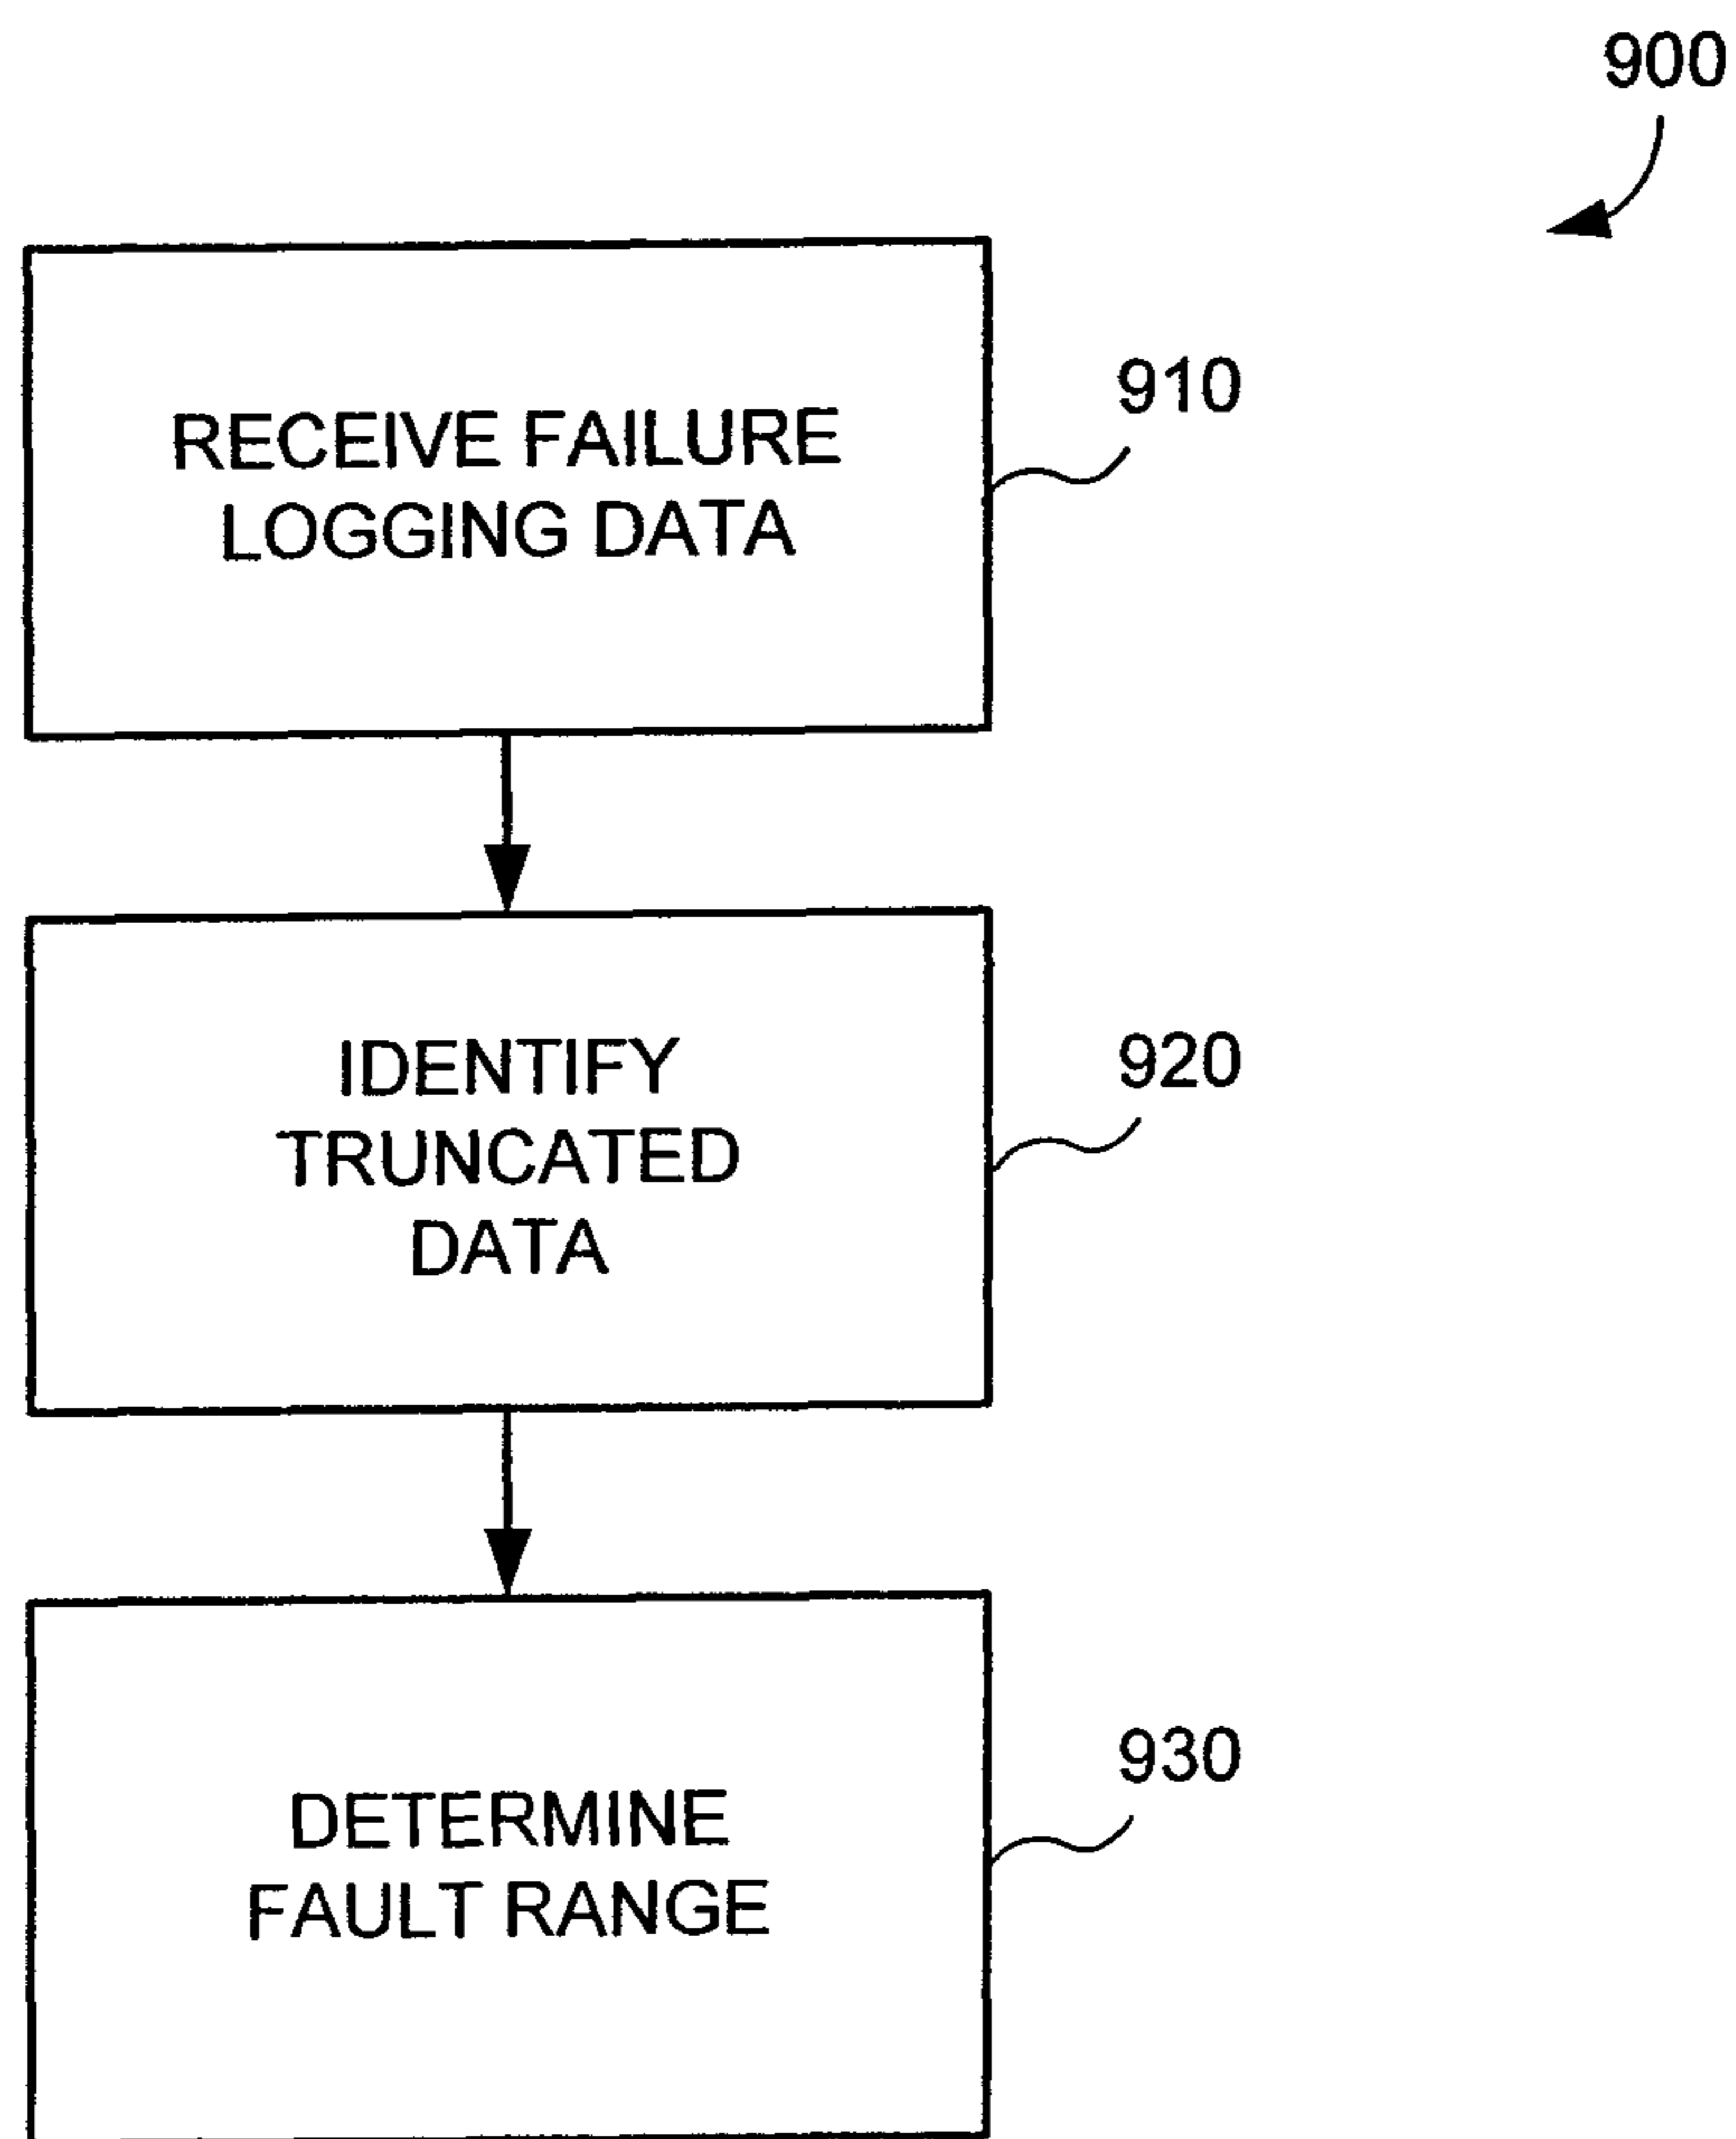 900
RECEIVE FAILURE
LOGGING DATA
910
IDENTIFY
TRUNCATED
DATA
920
DETERMINE
FAULT RANGE
930